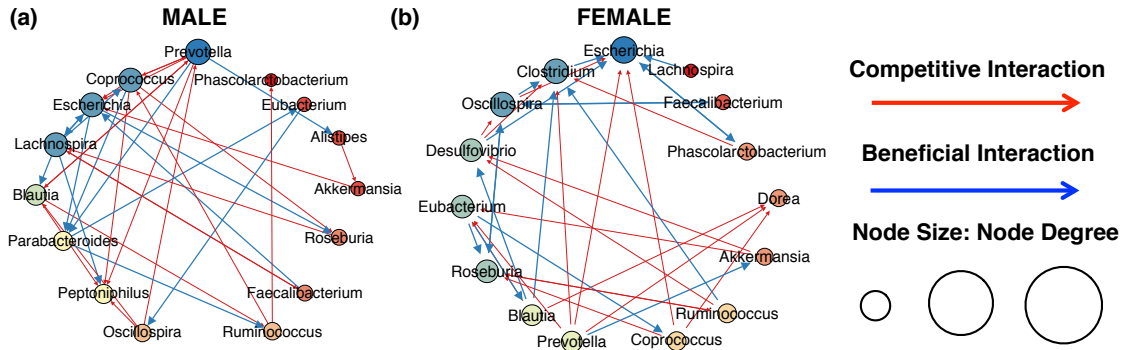 (a) MALE
Prevotella
Coprococcus
Phascolarctobacterium
Escherichia
Eubacterium
Alistipes
Lachnospira
Akkermansia
Blautia
Roseburia
Parabacteroides
Peptoniphilus
Faecalibacterium
Oscillospira
Ruminococcus
(b) FEMALE
Escherichia
Clostridium
Lachnospira
Oscillospira
Faecalibacterium
Desulfovibrio
Phascolarctobacterium
Eubacterium
Dorea
Roseburia
Akkermansia
Blautia
Ruminococcus
Prevotella
Coprococcus
Competitive Interaction
Beneficial Interaction
Node Size: Node Degree